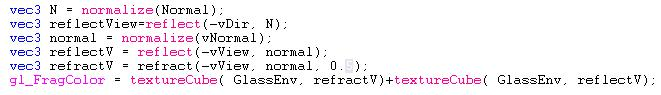 vec3 N = normalize(Normal);
vec3 reflectView=reflect(-vDir, N);
vec3 normal = normalize(vNormal);
vec3 reflectV = reflect(-vView, normal);
vec3 refractV = refract(-vView, normal, 0.5);
gl_FragColor = textureCube( GlassEnv, refractV)+textureCube( GlassEnv, reflectV);